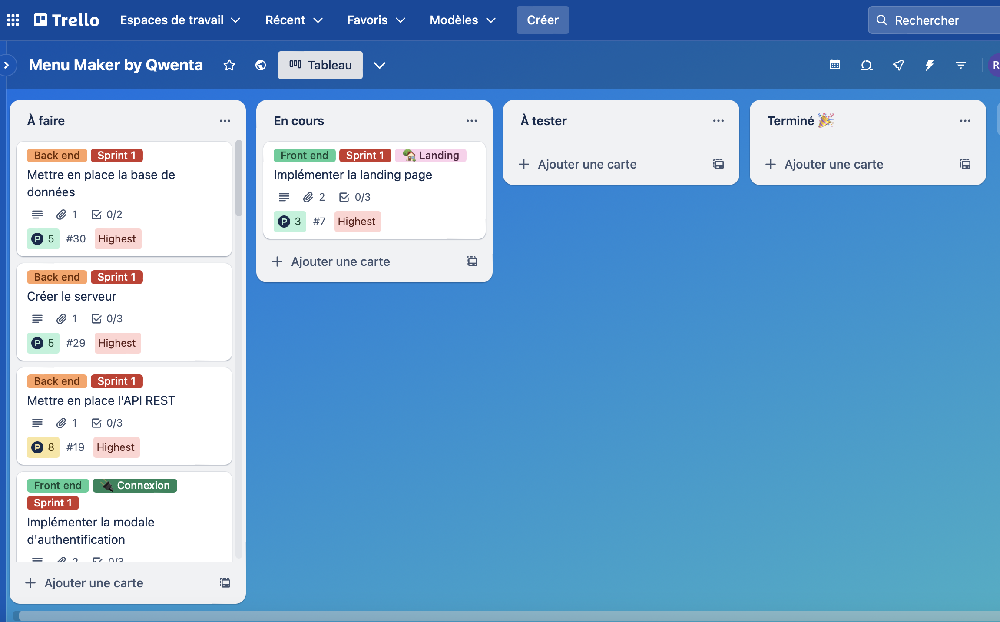 Trello Espaces de travail Récent Favoris Modèles Créer Rechercher
Menu Maker by Qwenta Tableau R
À faire
Back end Sprint 1
Mettre en place la base de
données
1 0/2
P 5 #30 Highest
Back end Sprint 1
Créer le serveur
1 0/3
P 5 #29 Highest
Back end Sprint 1
Mettre en place l'API REST
1 0/3
P 8 #19 Highest
Front end 🔌 Connexion
Sprint 1
Implémenter la modale
d'authentification
2 0/3
+ Ajouter une carte
En cours
Front end Sprint 1 🏡 Landing
Implémenter la landing page
2 0/3
P 3 #7 Highest
+ Ajouter une carte
À tester
+ Ajouter une carte
Terminé 🎉
+ Ajouter une carte